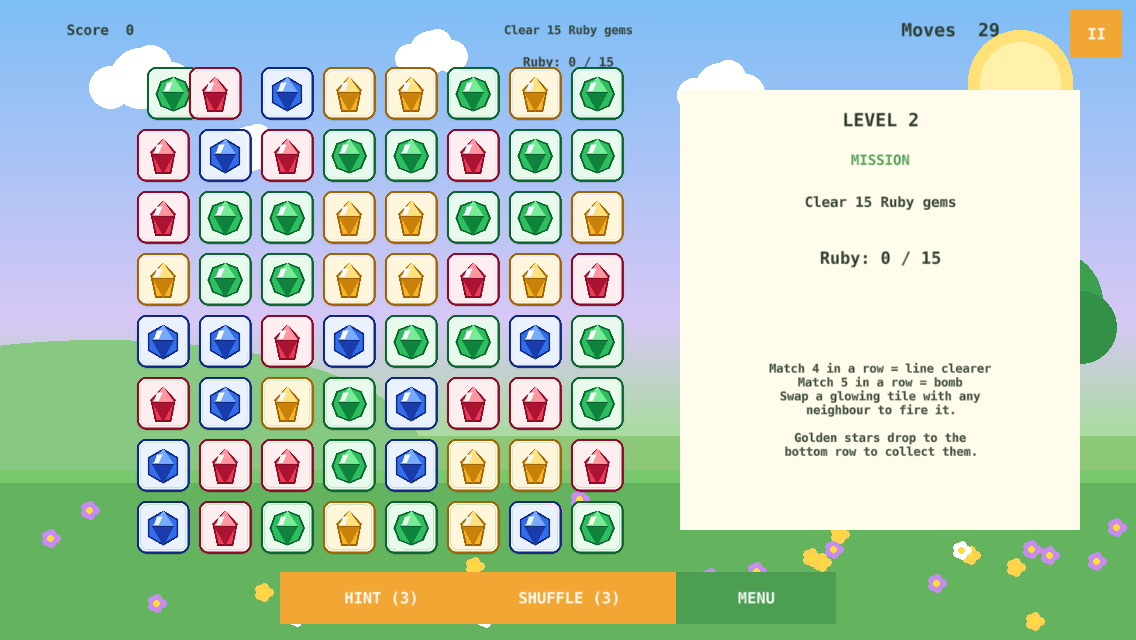 Score 0
Clear 15 Ruby gems
Moves 29
II
Ruby: 0 / 15
LEVEL 2
MISSION
Clear 15 Ruby gems
Ruby: 0 / 15
Match 4 in a row = line clearer
Match 5 in a row = bomb
Swap a glowing tile with any
neighbour to fire it.
Golden stars drop to the
bottom row to collect them.
HINT (3)
SHUFFLE (3)
MENU